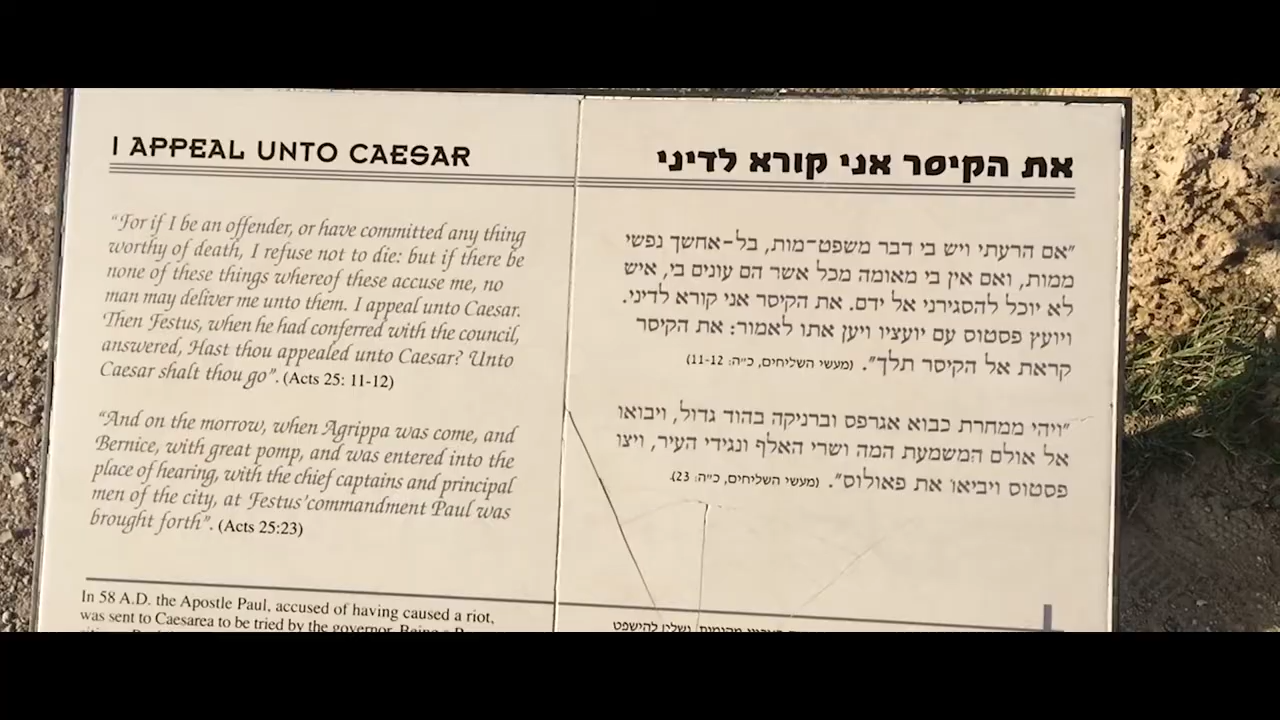 I APPEAL UNTO CAESAR
"For if I be an offender, or have committed any thing
worthy of death, I refuse not to die: but if there be
none of these things whereof these accuse me, no
man may deliver me unto them. I appeal unto Caesar.
Then Festus, when he had conferred with the council,
answered, Hast thou appealed unto Caesar? Unto
Caesar shalt thou go". (Acts 25: 11-12)
"And on the morrow, when Agrippa was come, and
Bernice, with great pomp, and was entered into the
place of hearing, with the chief captains and principal
men of the city, at Festus' commandment Paul was
brought forth". (Acts 25:23)
In 58 A.D. the Apostle Paul, accused of having caused a riot,
was sent to Caesarea to be tried by the governor. Being a
את הקיסר אני קורא לדיני
"אם הרעתי ויש בי דבר משפט-מות, בל-אחשך נפשי
ממות, ואם אין בי מאומה מכל אשר הם עונים בי, איש
לא יוכל להסגירני אל ידם. את הקיסר אני קורא לדיני.
ויועץ פסטוס עם יועציו ויען אתו לאמור: את הקיסר
קראת אל הקיסר תלך". (מעשי השליחים, כ״ה: 11-12)
"ויהי ממחרת כבוא אגרפס וברניקה בהוד גדול, ויבואו
אל אולם המשמעת המה ושרי האלף ונגידי העיר, ויצו
פסטוס ויביאו את פאולוס". (מעשי השליחים, כ״ה: 23).
להישפט